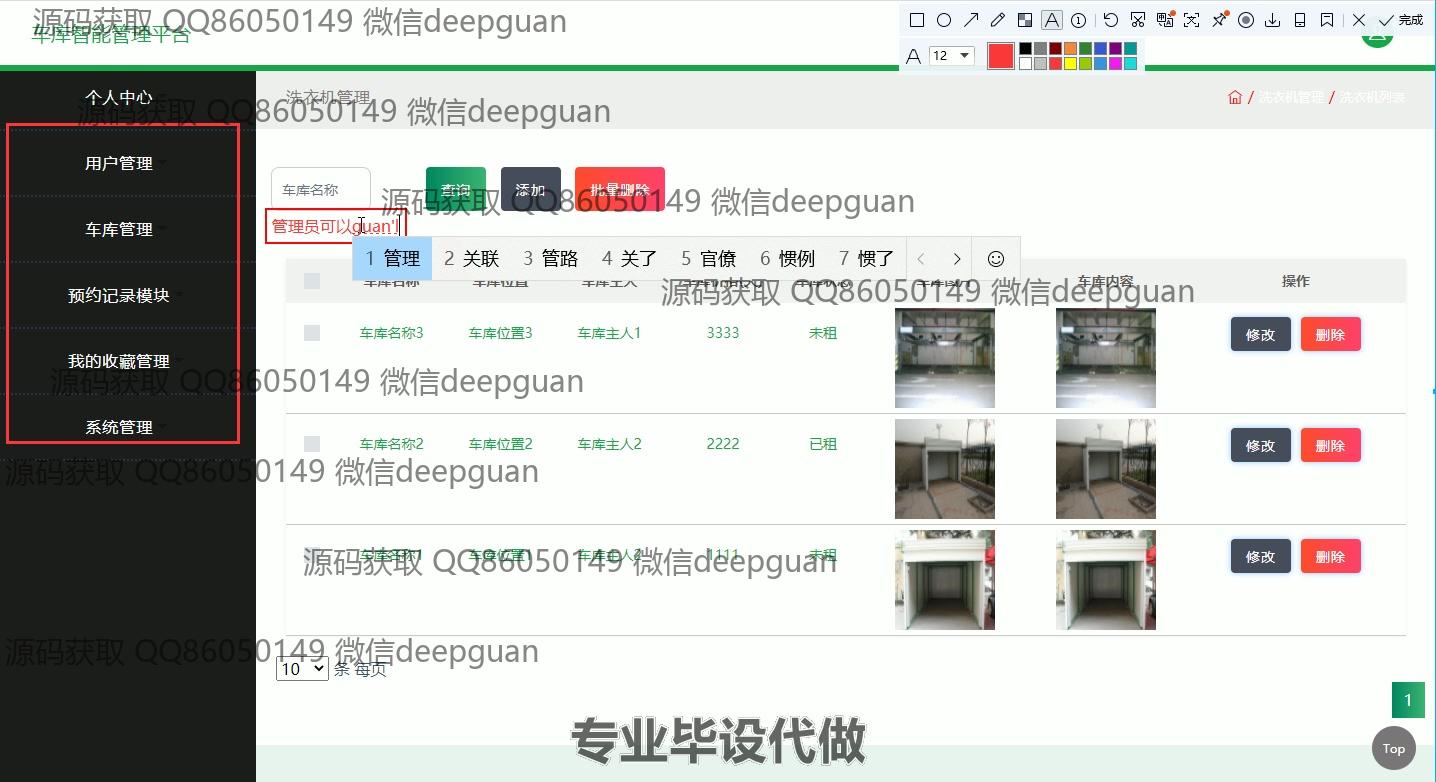 源码获取 QQ86050149 微信deepguan
车库智能管理平台
完成
A 12
个人中心
洗衣机管理
洗衣机管理 / 洗衣机列表
源码获取 QQ86050149 微信deepguan
用户管理
车库名称 查询 添加 批量删除
源码获取 QQ86050149 微信deepguan
车库管理
管理员可以guan'l
1 管理 2 关联 3 管路 4 关了 5 官僚 6 惯例 7 惯了
车库名称 车库位置 车库主人 车库状态 车库图片 车库内容 操作
源码获取 QQ86050149 微信deepguan
预约记录模块
车库名称3 车库位置3 车库主人1 3333 未租 修改 删除
我的收藏管理
源码获取 QQ86050149 微信deepguan
系统管理
车库名称2 车库位置2 车库主人2 2222 已租 修改 删除
源码获取 QQ86050149 微信deepguan
车库名称1 车库位置1 车库主人2 1111 未租 修改 删除
源码获取 QQ86050149 微信deepguan
源码获取 QQ86050149 微信deepguan
10 条 每页
1
专业毕设代做
Top